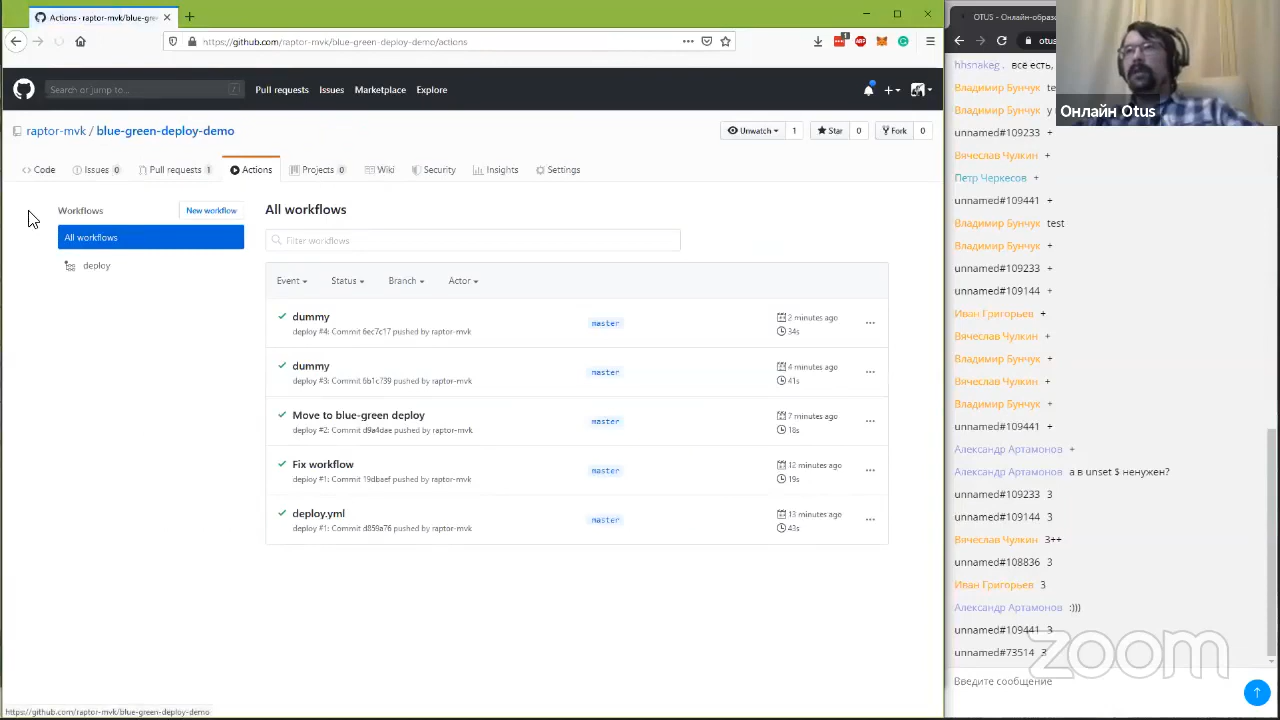 Actions · raptor-mvk/blue-gre
https://github.com/raptor-mvk/blue-green-deploy-demo/actions
Search or jump to...
Pull requests
Issues
Marketplace
Explore
raptor-mvk / blue-green-deploy-demo
Unwatch 1
Star 0
Fork 0
Code
Issues 0
Pull requests 1
Actions
Projects 0
Wiki
Security
Insights
Settings
Workflows
New workflow
All workflows
deploy
All workflows
Filter workflows
Event
Status
Branch
Actor
dummy
deploy #4: Commit 6ec7c17 pushed by raptor-mvk
master
2 minutes ago
34s
dummy
deploy #3: Commit 6b1c739 pushed by raptor-mvk
master
4 minutes ago
41s
Move to blue-green deploy
deploy #2: Commit d9a4dae pushed by raptor-mvk
master
7 minutes ago
18s
Fix workflow
deploy #1: Commit 19dbaef pushed by raptor-mvk
master
12 minutes ago
19s
deploy.yml
deploy #1: Commit d859a76 pushed by raptor-mvk
master
13 minutes ago
43s
https://github.com/raptor-mvk/blue-green-deploy-demo
OTUS - Онлайн-образо
otus
Онлайн Otus
hhsnakeg . всё есть,
Владимир Бунчук te
Владимир Бунчук у
unnamed#109233 +
Вячеслав Чулкин +
Петр Черкесов +
unnamed#109441 +
Владимир Бунчук test
Владимир Бунчук +
unnamed#109233 +
unnamed#109144 +
Иван Григорьев +
Вячеслав Чулкин +
Владимир Бунчук +
Вячеслав Чулкин +
Владимир Бунчук +
unnamed#109441 +
Александр Артамонов +
Александр Артамонов а в unset $ ненужен?
unnamed#109233 3
unnamed#109144 3
Вячеслав Чулкин 3++
unnamed#108836 3
Иван Григорьев 3
Александр Артамонов :)))
unnamed#109441 3
unnamed#73514 3
zoom
Введите сообщение